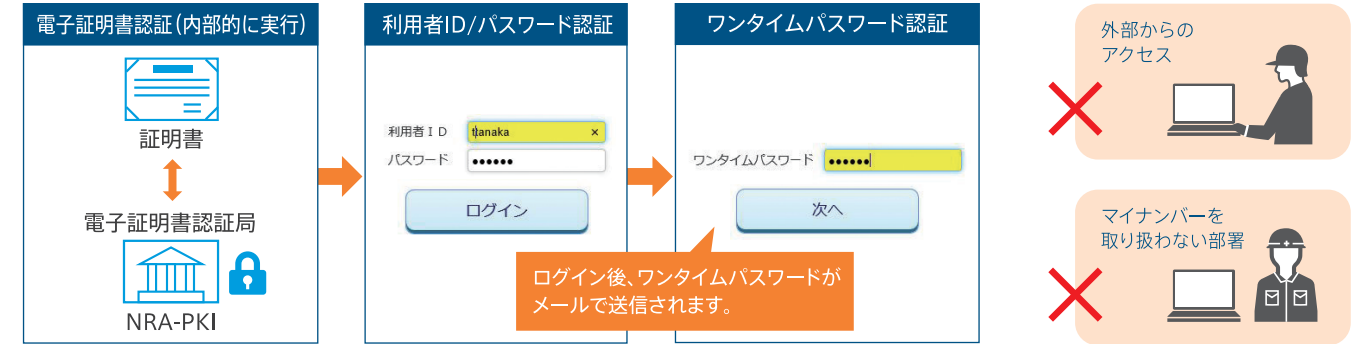 電子証明書認証（内部的に実行）
証明書
電子証明書認証局
NRA-PKI
利用者ID/パスワード認証
利用者ＩＤ
ttanaka
×
パスワード
••••••
ログイン
ワンタイムパスワード認証
ワンタイムパスワード
••••••
次へ
ログイン後、ワンタイムパスワードが
メールで送信されます。
外部からの
アクセス
マイナンバーを
取り扱わない部署